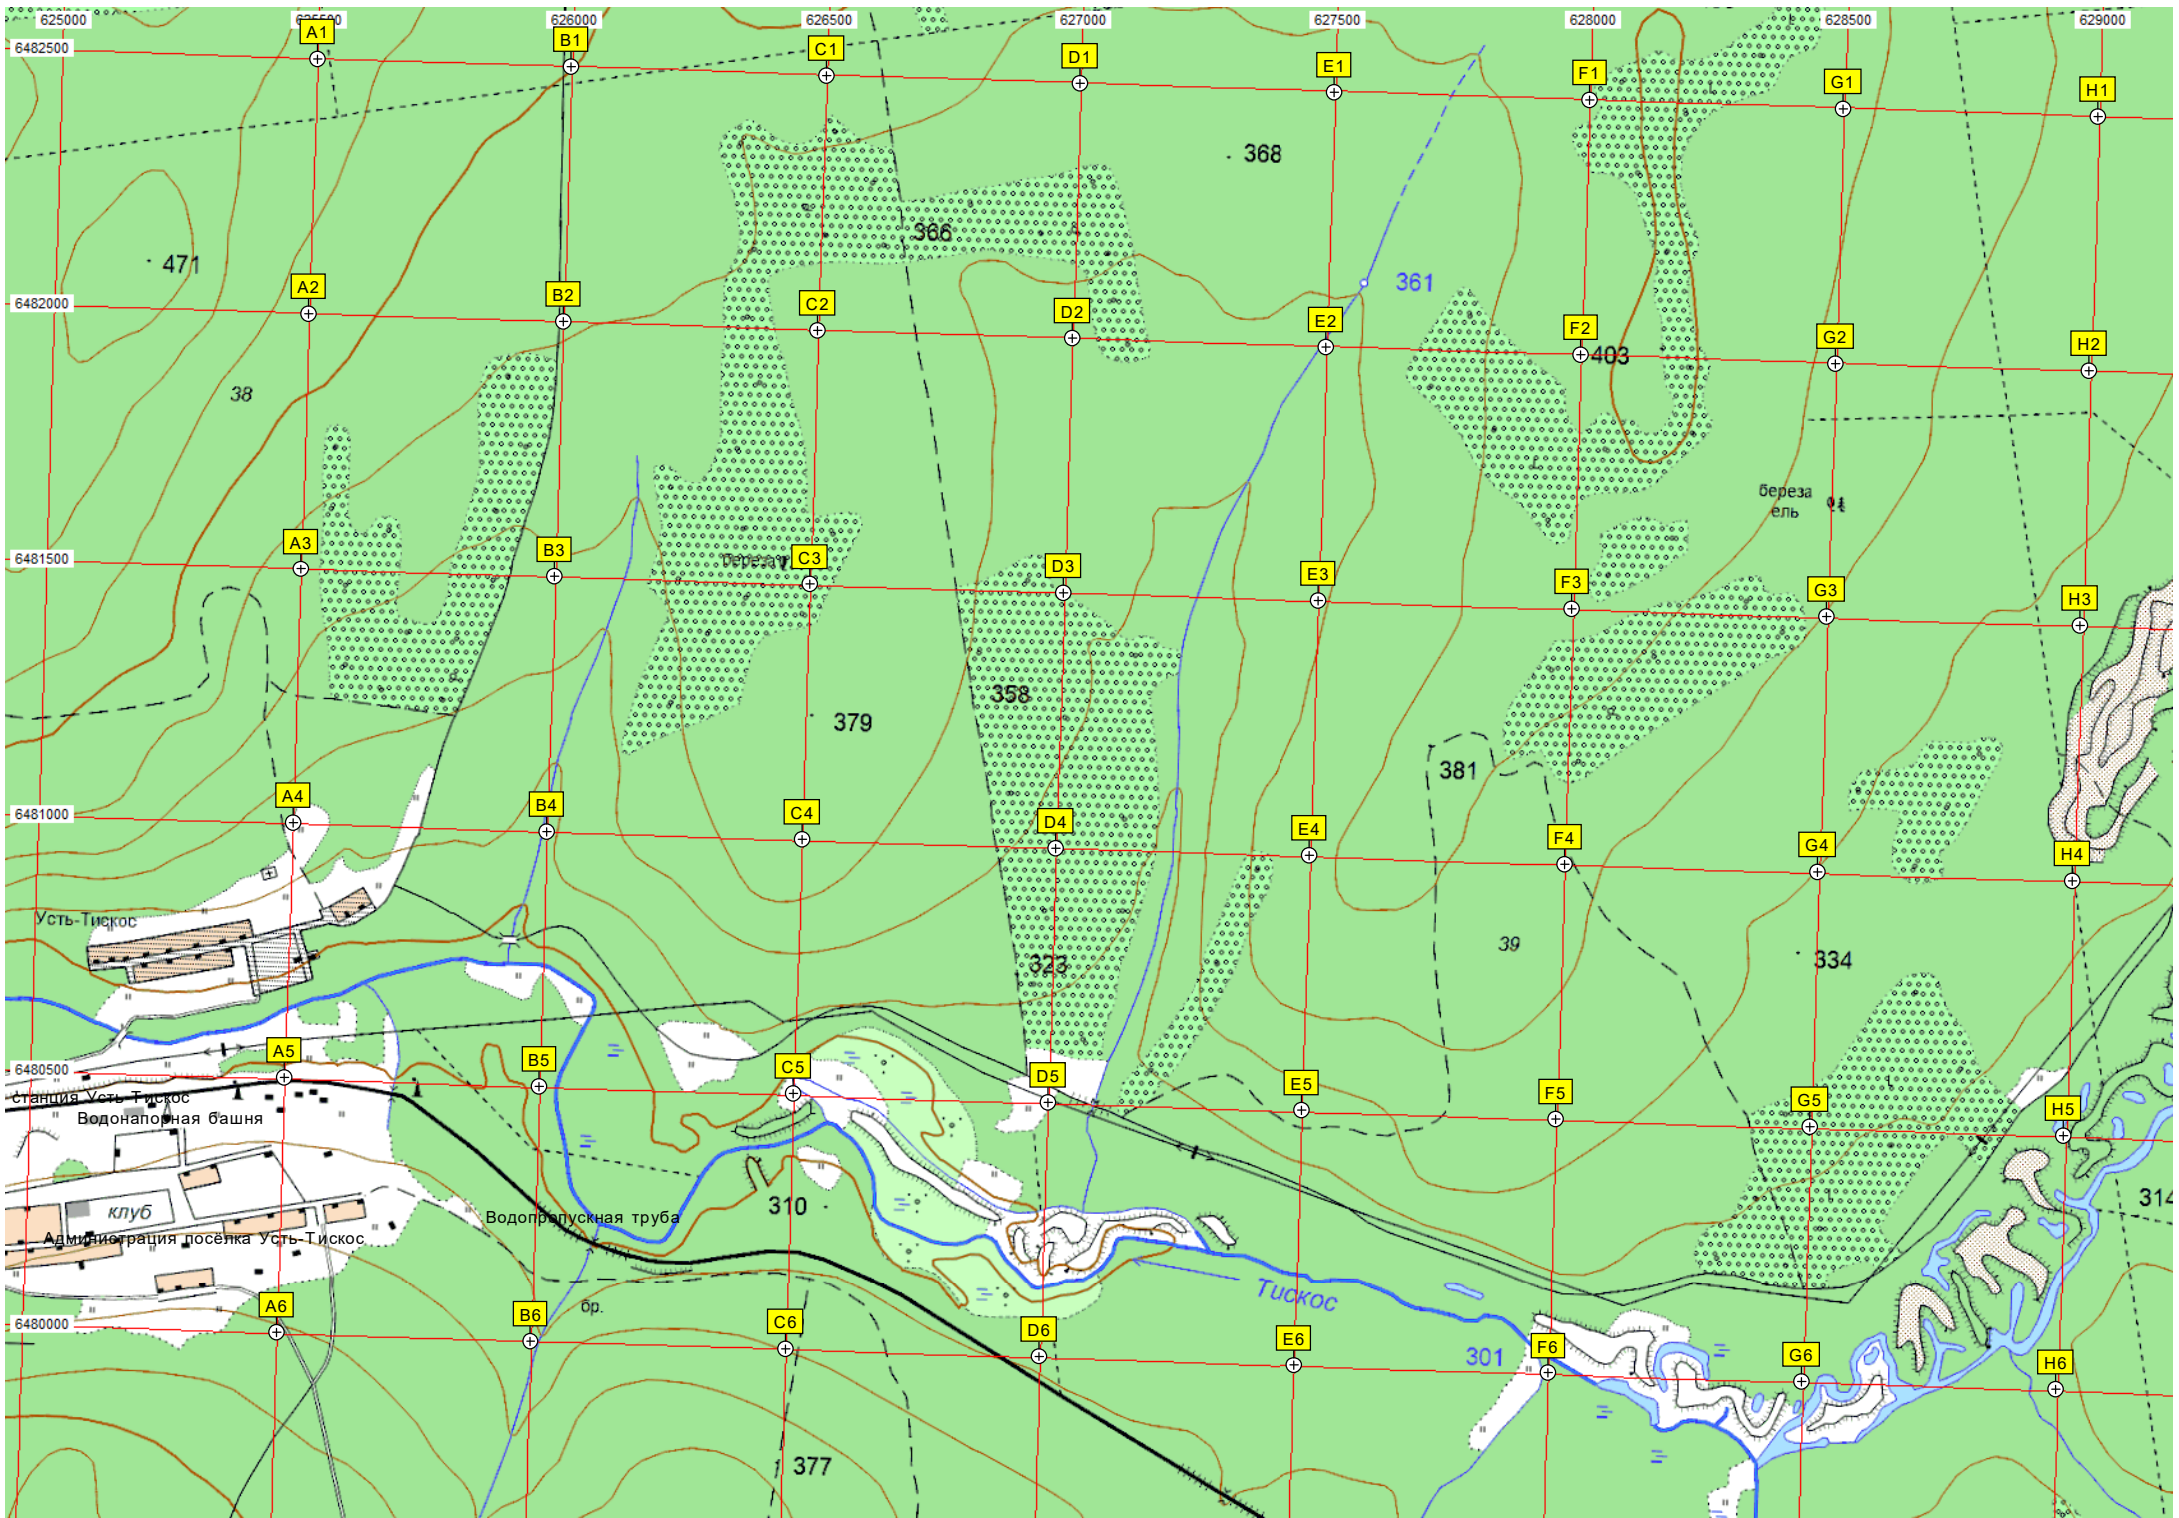 625000 625500 626000 626500 627000 627500 628000 628500 629000
6482500
A1 B1 C1 D1 E1 F1 G1 H1
368
366
471
361
6482000
A2 B2 C2 D2 E2 F2 G2 H2
403
38
береза
ель
6481500
береза
A3 B3 C3 D3 E3 F3 G3 H3
358
379
381
6481000
A4 B4 C4 D4 E4 F4 G4 H4
Усть-Тискос
39
334
323
6480500
A5 B5 C5 D5 E5 F5 G5 H5
станция Усть-Тискос
Водонапорная башня
314
310
клуб
Водопропускная труба
Администрация посёлка Усть-Тискос
Тискос
бр.
6480000
A6 B6 C6 D6 E6 F6 G6 H6
301
377